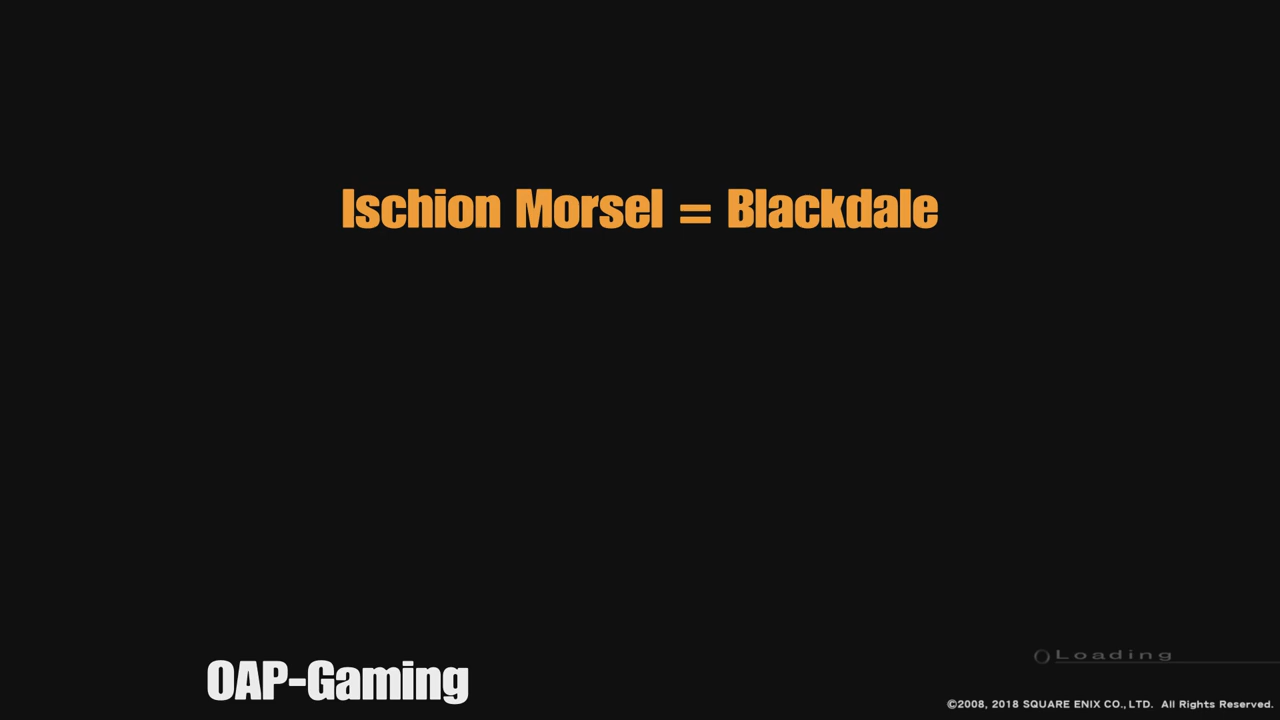 Ischion Morsel = Blackdale
Loading
OAP-Gaming
©2008, 2018 SQUARE ENIX CO., LTD. All Rights Reserved.